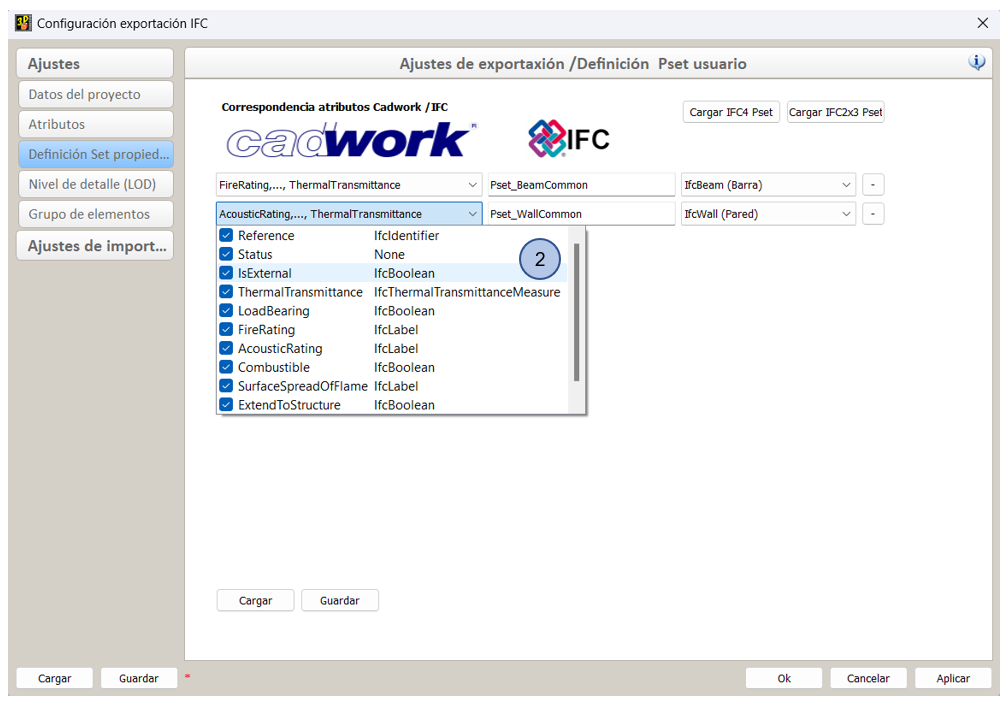 Configuración exportación IFC
Ajustes
Ajustes de exportaxión /Definición Pset usuario
Datos del proyecto
Atributos
Definición Set propied...
Nivel de detalle (LOD)
Grupo de elementos
Ajustes de import...
Correspondencia atributos Cadwork /IFC
Cargar IFC4 Pset
Cargar IFC2x3 Pset
cadwork
IFC
FireRating,..., ThermalTransmittance Pset_BeamCommon IfcBeam (Barra) -
AcousticRating,..., ThermalTransmittance Pset_WallCommon IfcWall (Pared) -
Reference IfcIdentifier
Status None
2
IsExternal IfcBoolean
ThermalTransmittance IfcThermalTransmittanceMeasure
LoadBearing IfcBoolean
FireRating IfcLabel
AcousticRating IfcLabel
Combustible IfcBoolean
SurfaceSpreadOfFlame IfcLabel
ExtendToStructure IfcBoolean
Cargar Guardar
Cargar Guardar * Ok Cancelar Aplicar